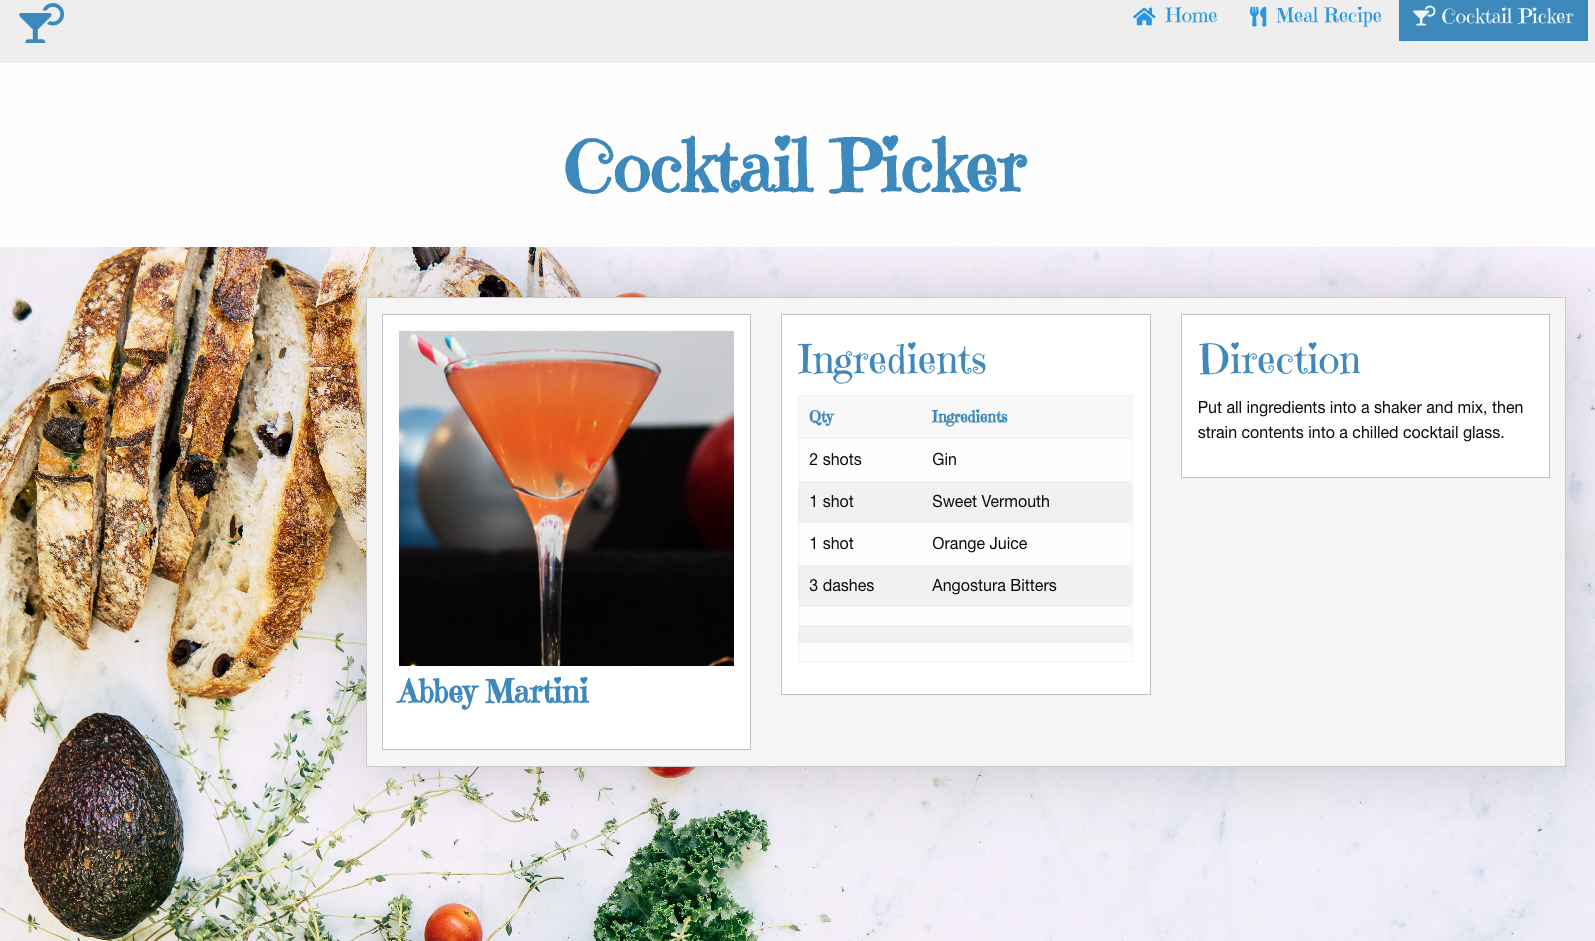 Home
Meal Recipe
Cocktail Picker
Cocktail Picker
Abbey Martini
Ingredients
Qty Ingredients
2 shots Gin
1 shot Sweet Vermouth
1 shot Orange Juice
3 dashes Angostura Bitters
Direction
Put all ingredients into a shaker and mix, then
strain contents into a chilled cocktail glass.